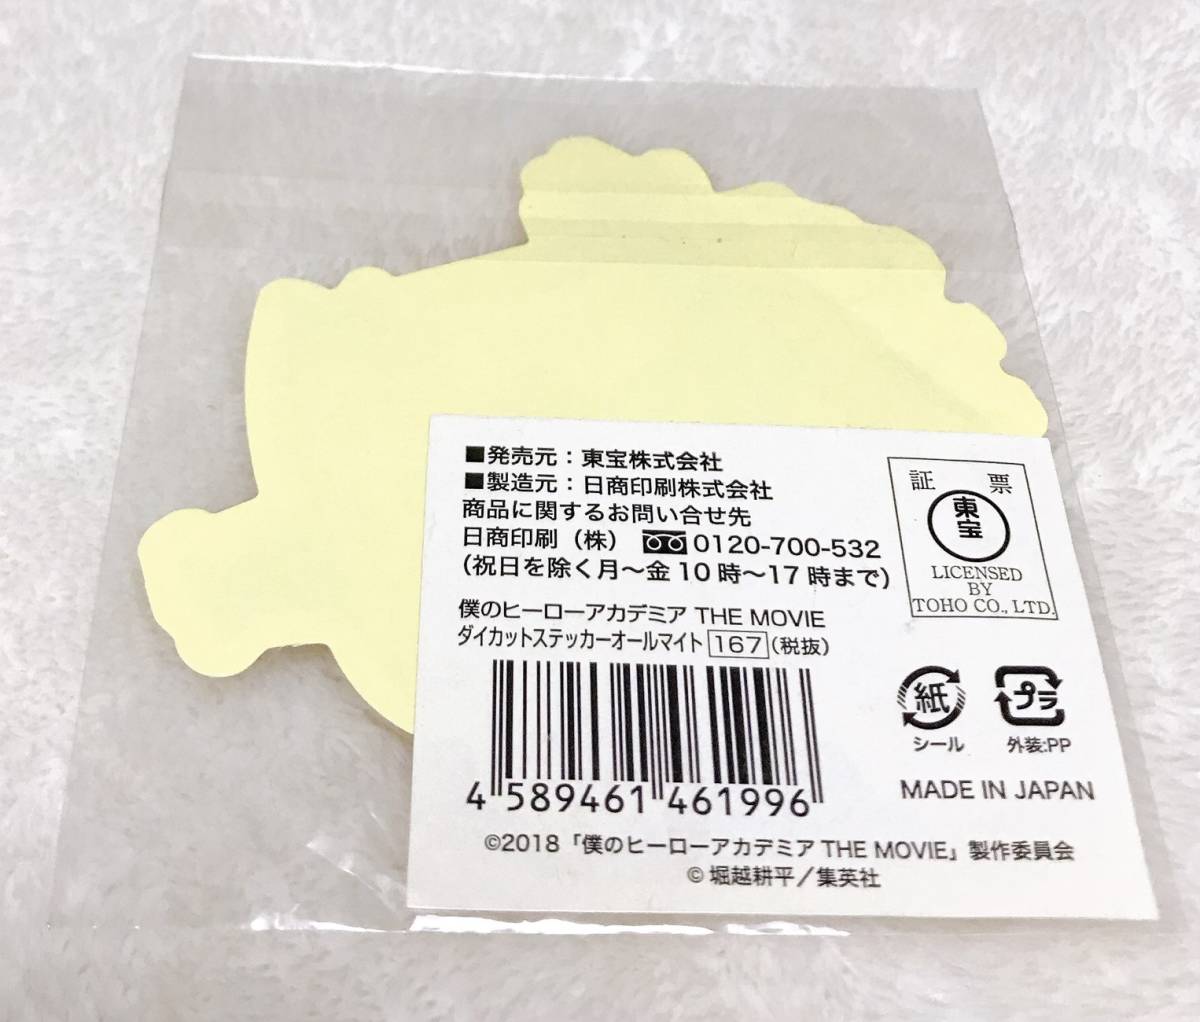 ■発売元：東宝株式会社
■製造元：日商印刷株式会社
商品に関するお問い合せ先
日商印刷（株） 0120-700-532
（祝日を除く月～金10時～17時まで）
僕のヒーローアカデミア THE MOVIE
ダイカットステッカーオールマイト 167（税抜）
4 589461 461996
証 票
東宝
LICENSED
BY
TOHO CO., LTD.
紙
シール
プラ
外装:PP
MADE IN JAPAN
©2018「僕のヒーローアカデミア THE MOVIE」製作委員会
© 堀越耕平／集英社